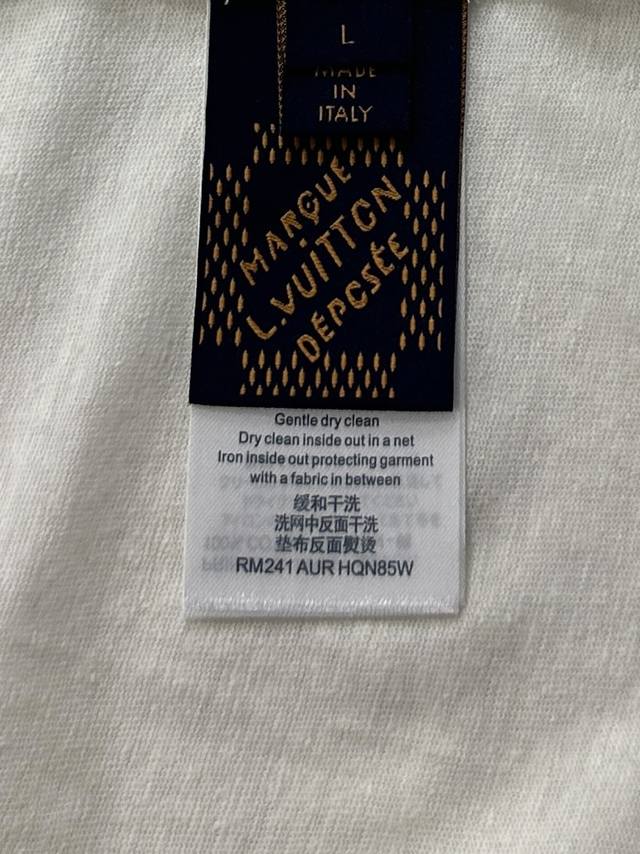 L
MADE
IN
ITALY
MARQUE
L.VUITTON
DÉPOSÉE
Gentle dry clean
Dry clean inside out in a net
Iron inside out protecting garment
with a fabric in between
缓和干洗
洗网中反面干洗
垫布反面熨烫
RM241 AUR HQN85W